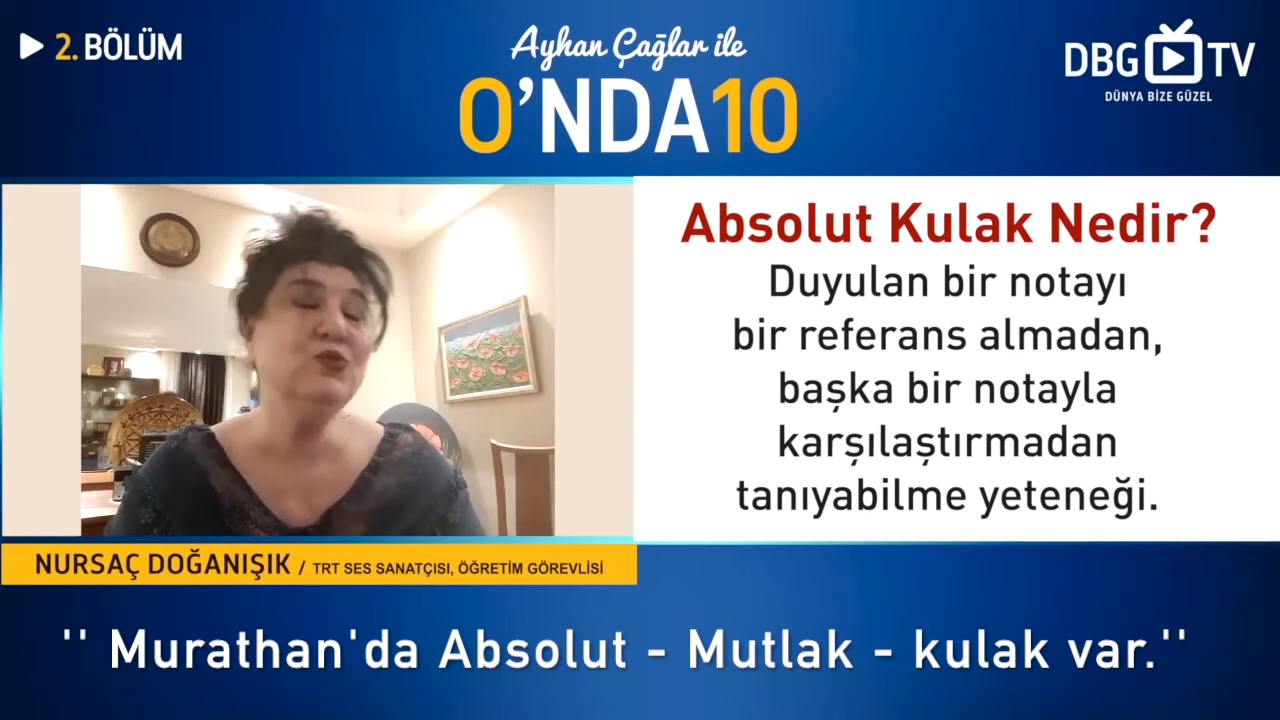 2. BÖLÜM
Ayhan Çağlar ile
O'NDA10
DBG TV
DÜNYA BİZE GÜZEL
Absolut Kulak Nedir?
Duyulan bir notayı
bir referans almadan,
başka bir notayla
karşılaştırmadan
tanıyabilme yeteneği.
NURSAÇ DOĞANIŞIK / TRT SES SANATÇISI, ÖĞRETİM GÖREVLİSİ
'' Murathan'da Absolut - Mutlak - kulak var.''